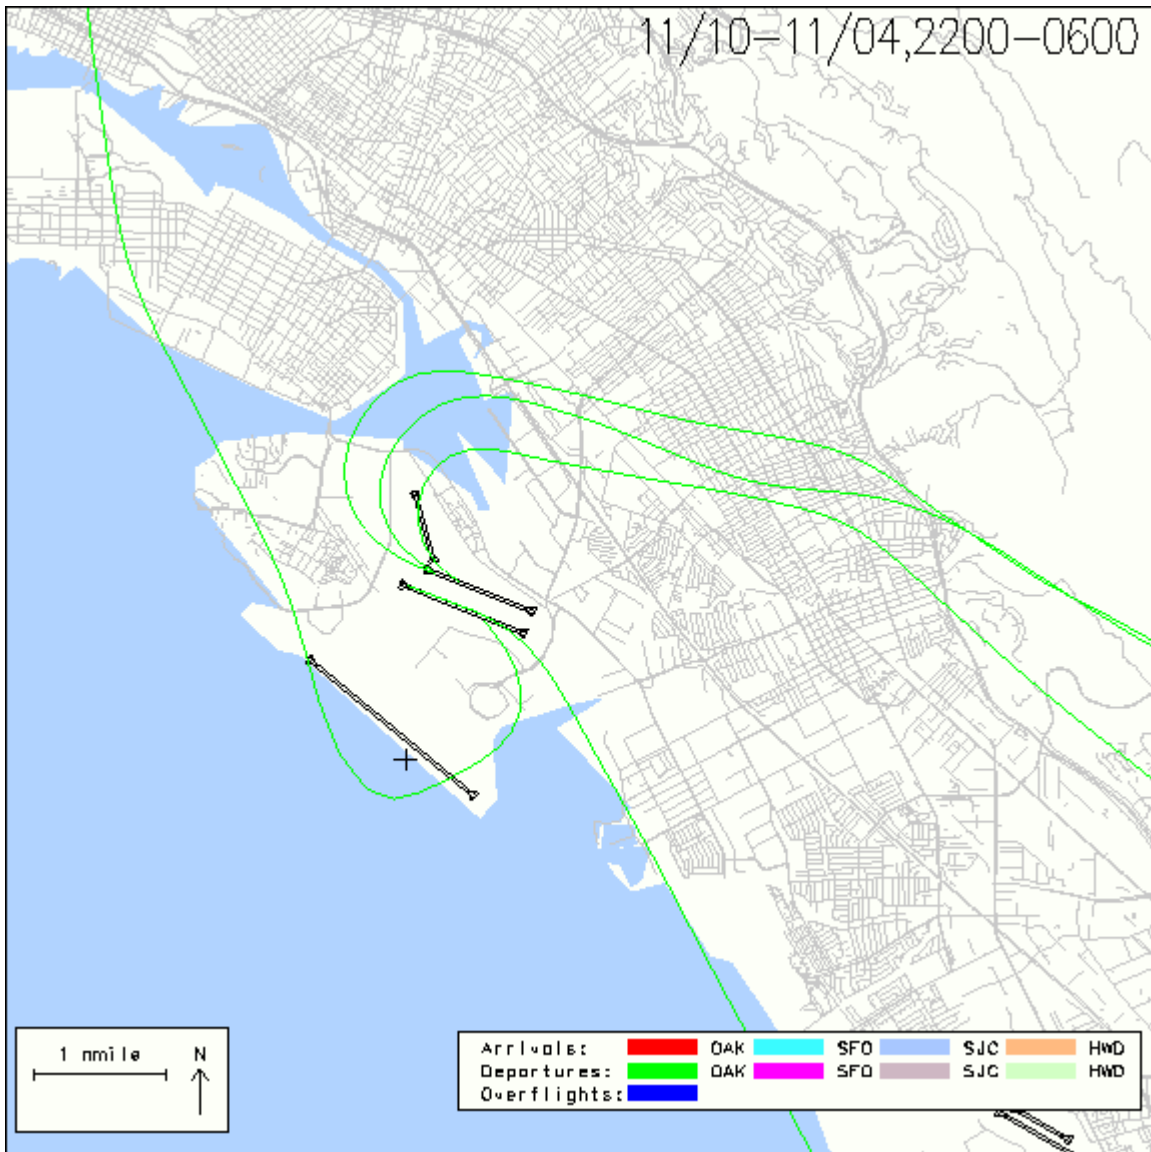 11/10-11/04,2200-0600
1 nmile N
Arrivals: OAK SFO SJC HWD
Departures: OAK SFO SJC HWD
Overflights: